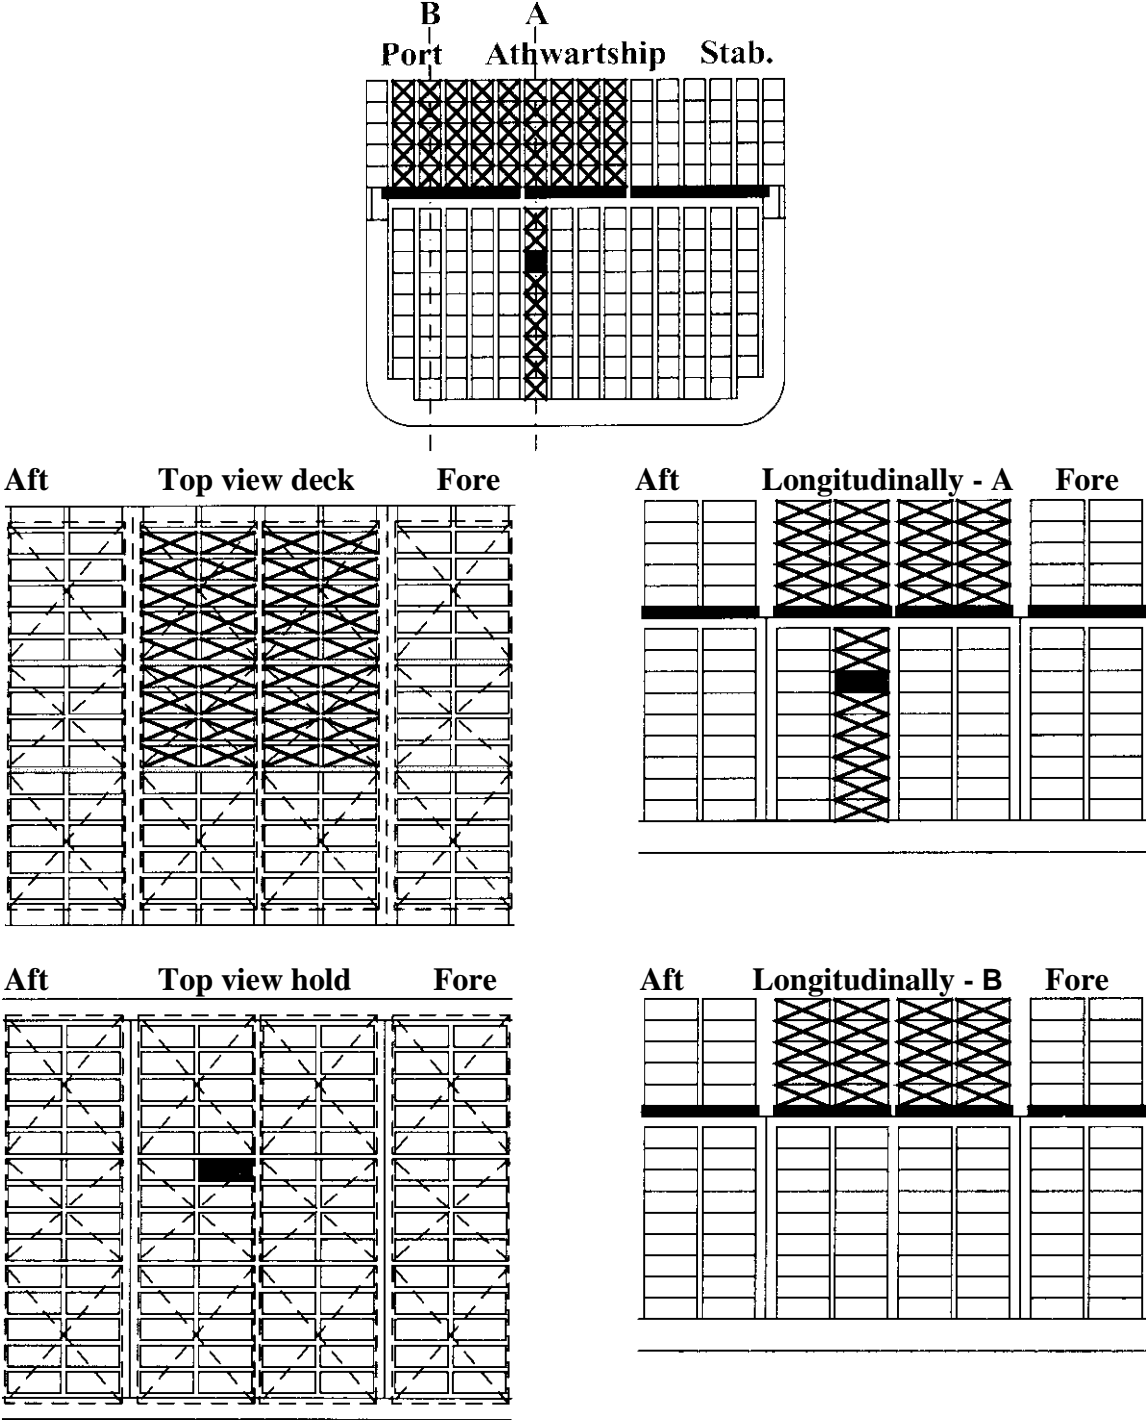 B A
Port Athwartship Stab.
Aft Top view deck Fore
Longitudinally - A Fore
Aft
Aft Top view hold Fore
Aft Longitudinally - B Fore